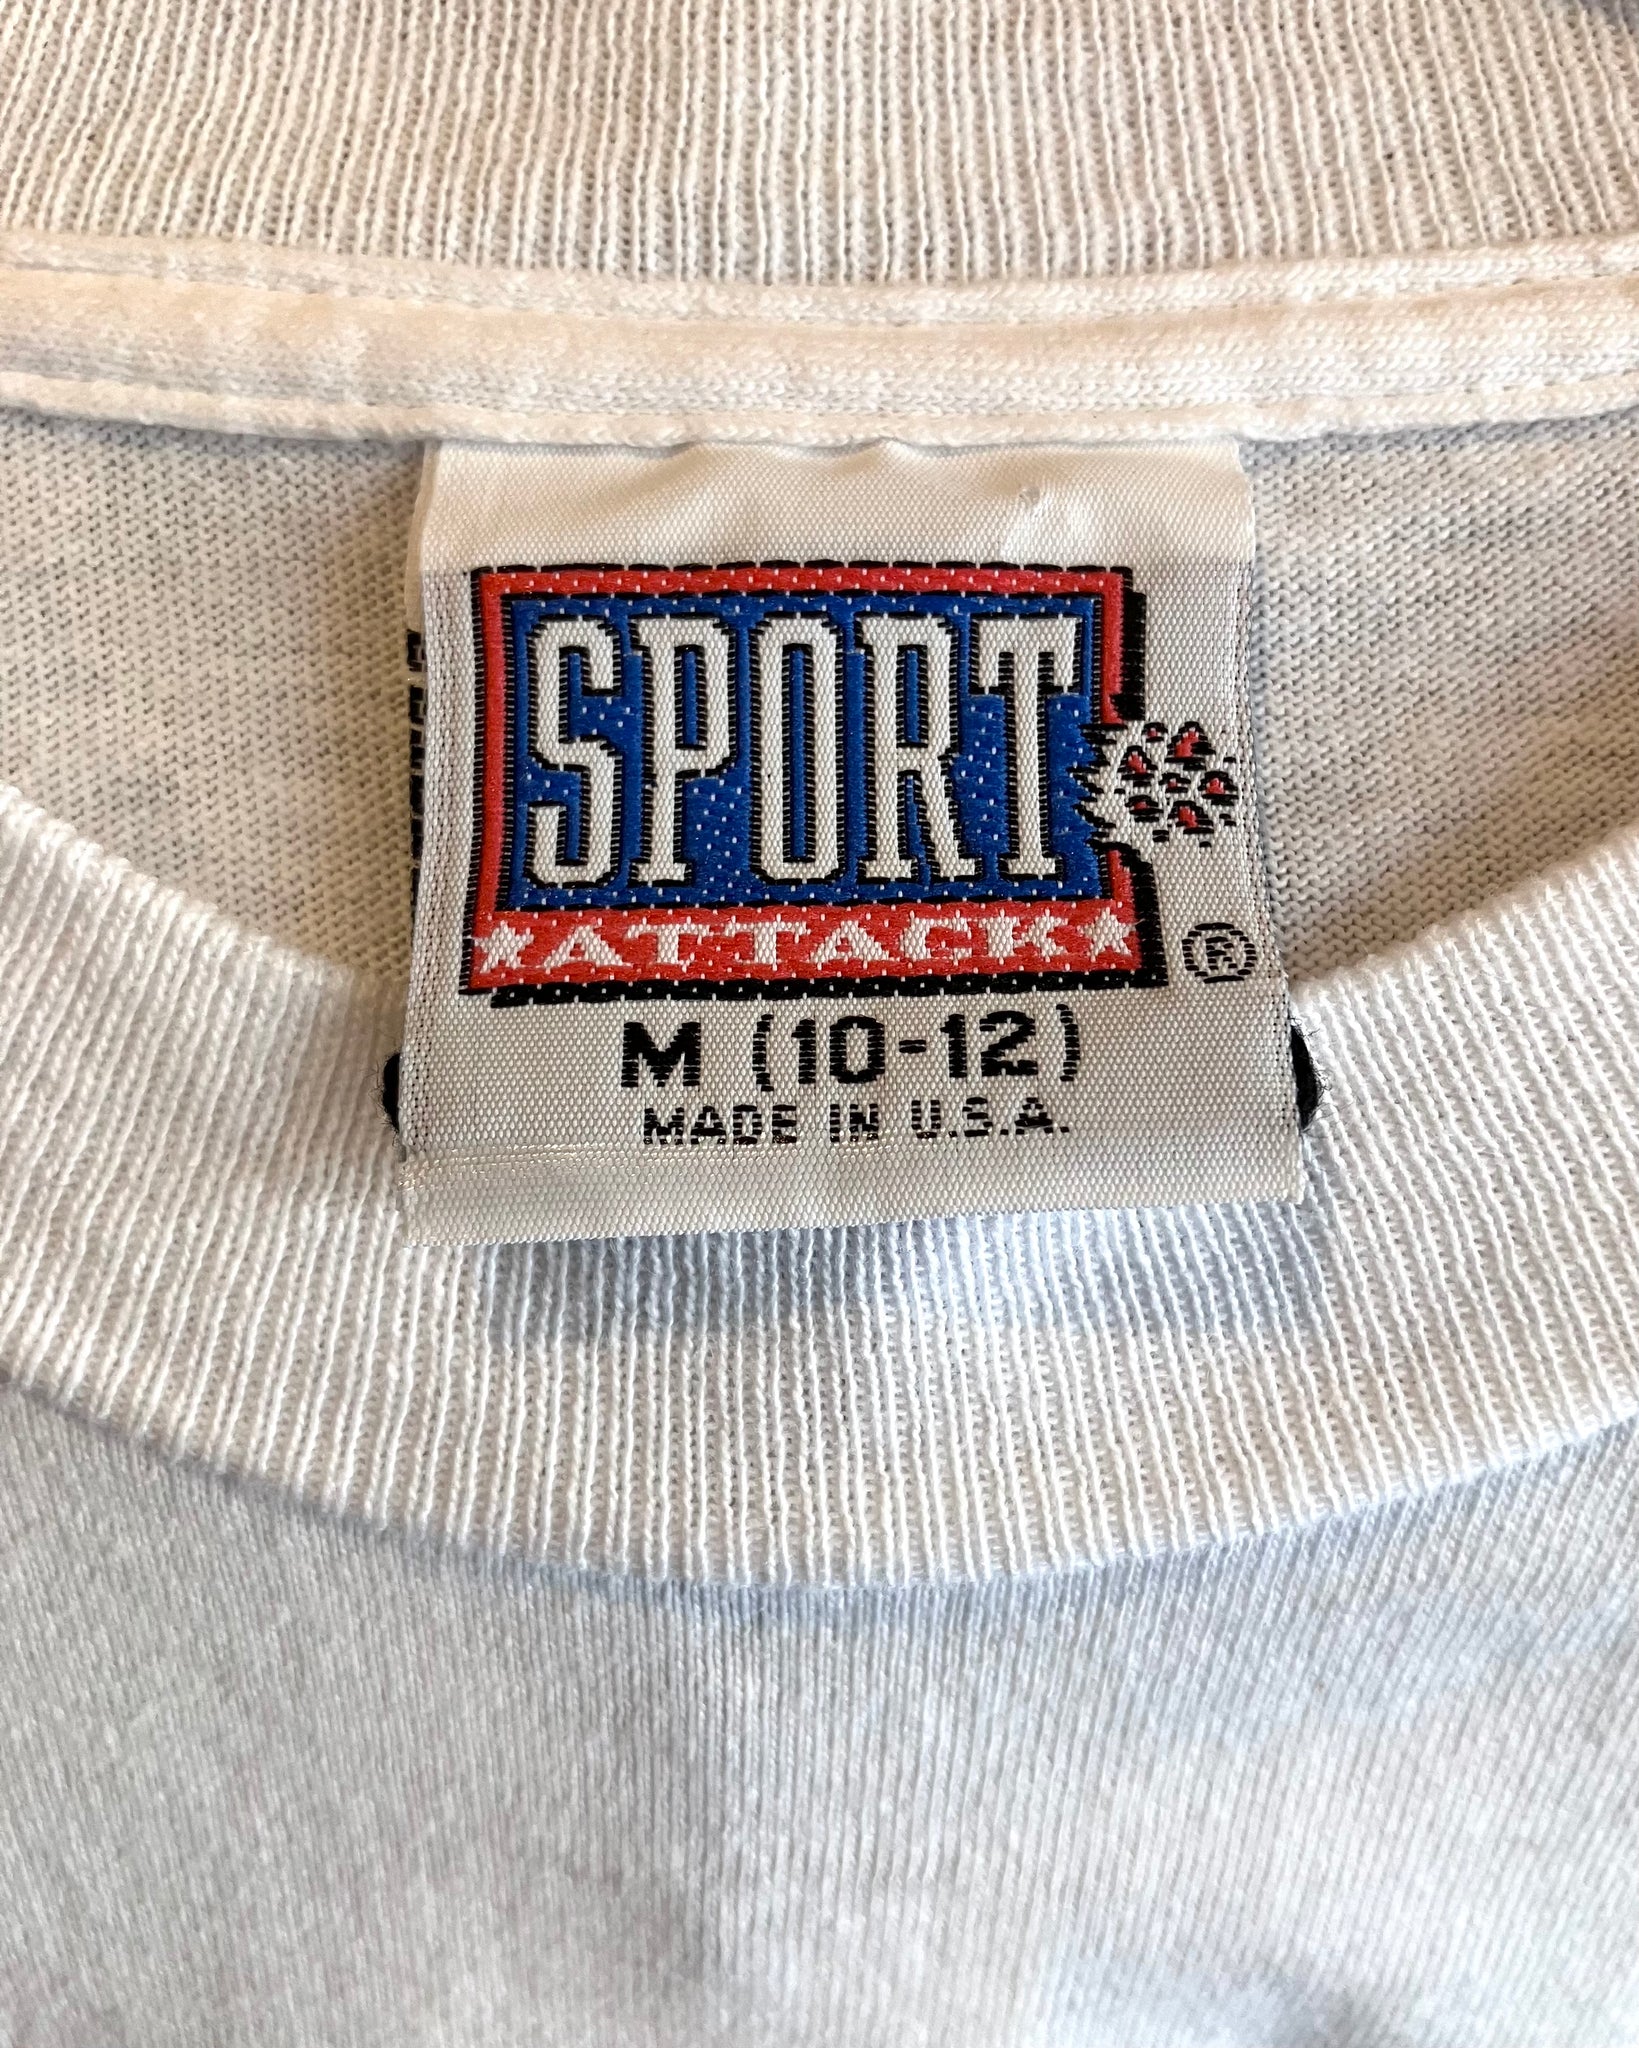 SPORT
★ATTACK★
®
M (10-12)
MADE IN U.S.A.